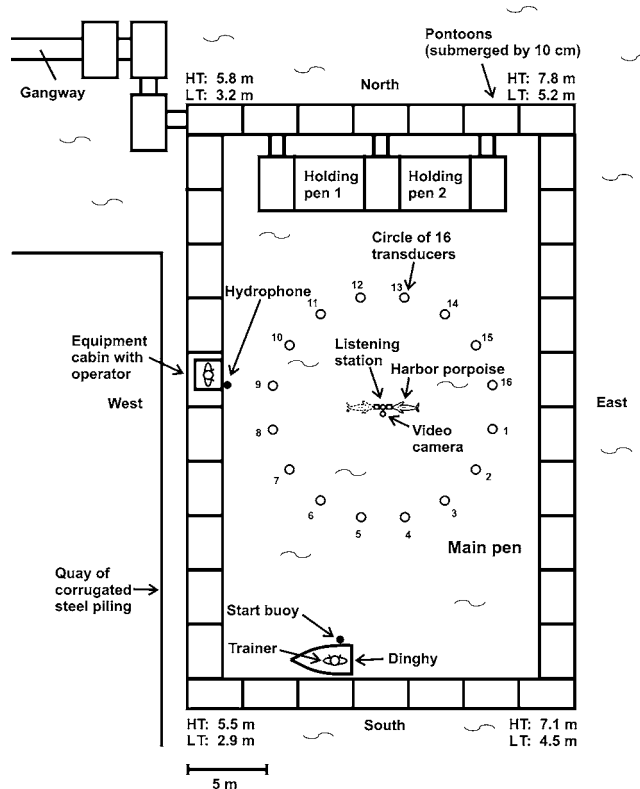 Pontoons
(submerged by 10 cm)
Gangway
HT: 5.8 m
LT: 3.2 m
North
HT: 7.8 m
LT: 5.2 m
Holding
pen 1
Holding
pen 2
Circle of 16
transducers
12
13
11
14
Hydrophone
10
15
Equipment
cabin with
operator
Listening
station
Harbor porpoise
9
16
West
East
Video
camera
8
1
7
2
6
3
5
4
Main pen
Quay of
corrugated
steel piling
Start buoy
Trainer
Dinghy
HT: 5.5 m
LT: 2.9 m
South
HT: 7.1 m
LT: 4.5 m
5 m